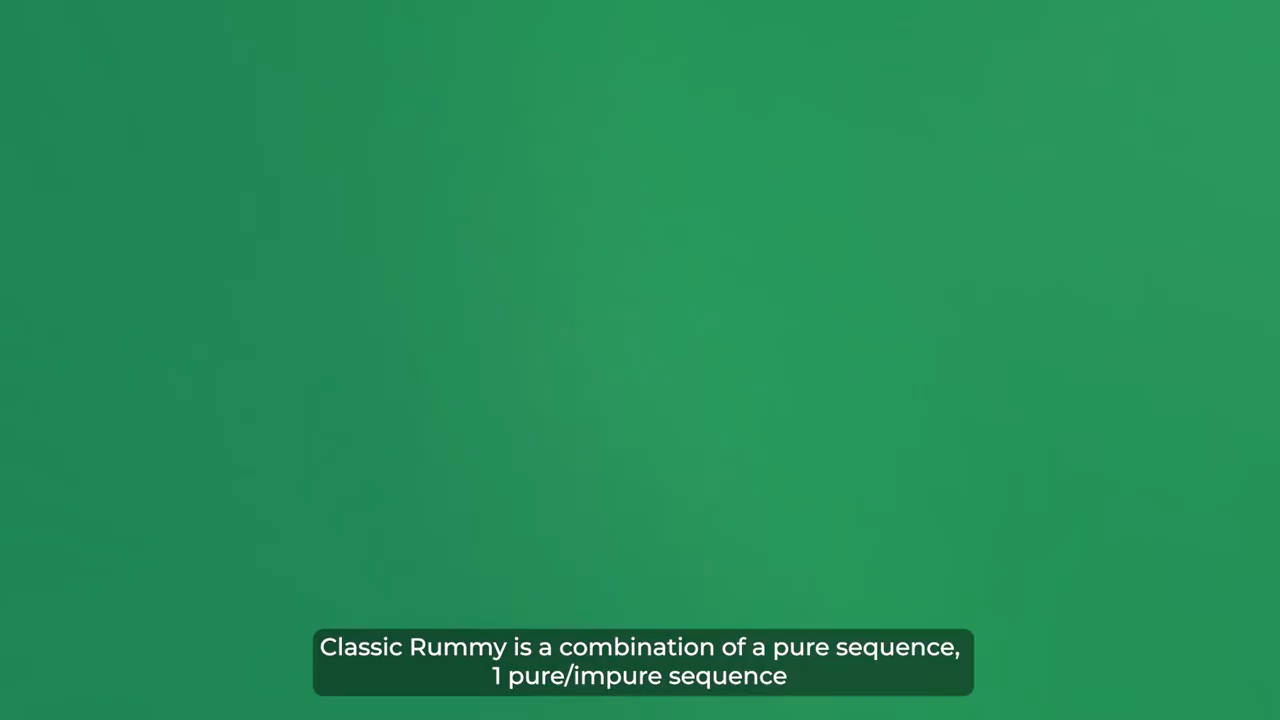 Classic Rummy is a combination of a pure sequence,
1 pure/impure sequence